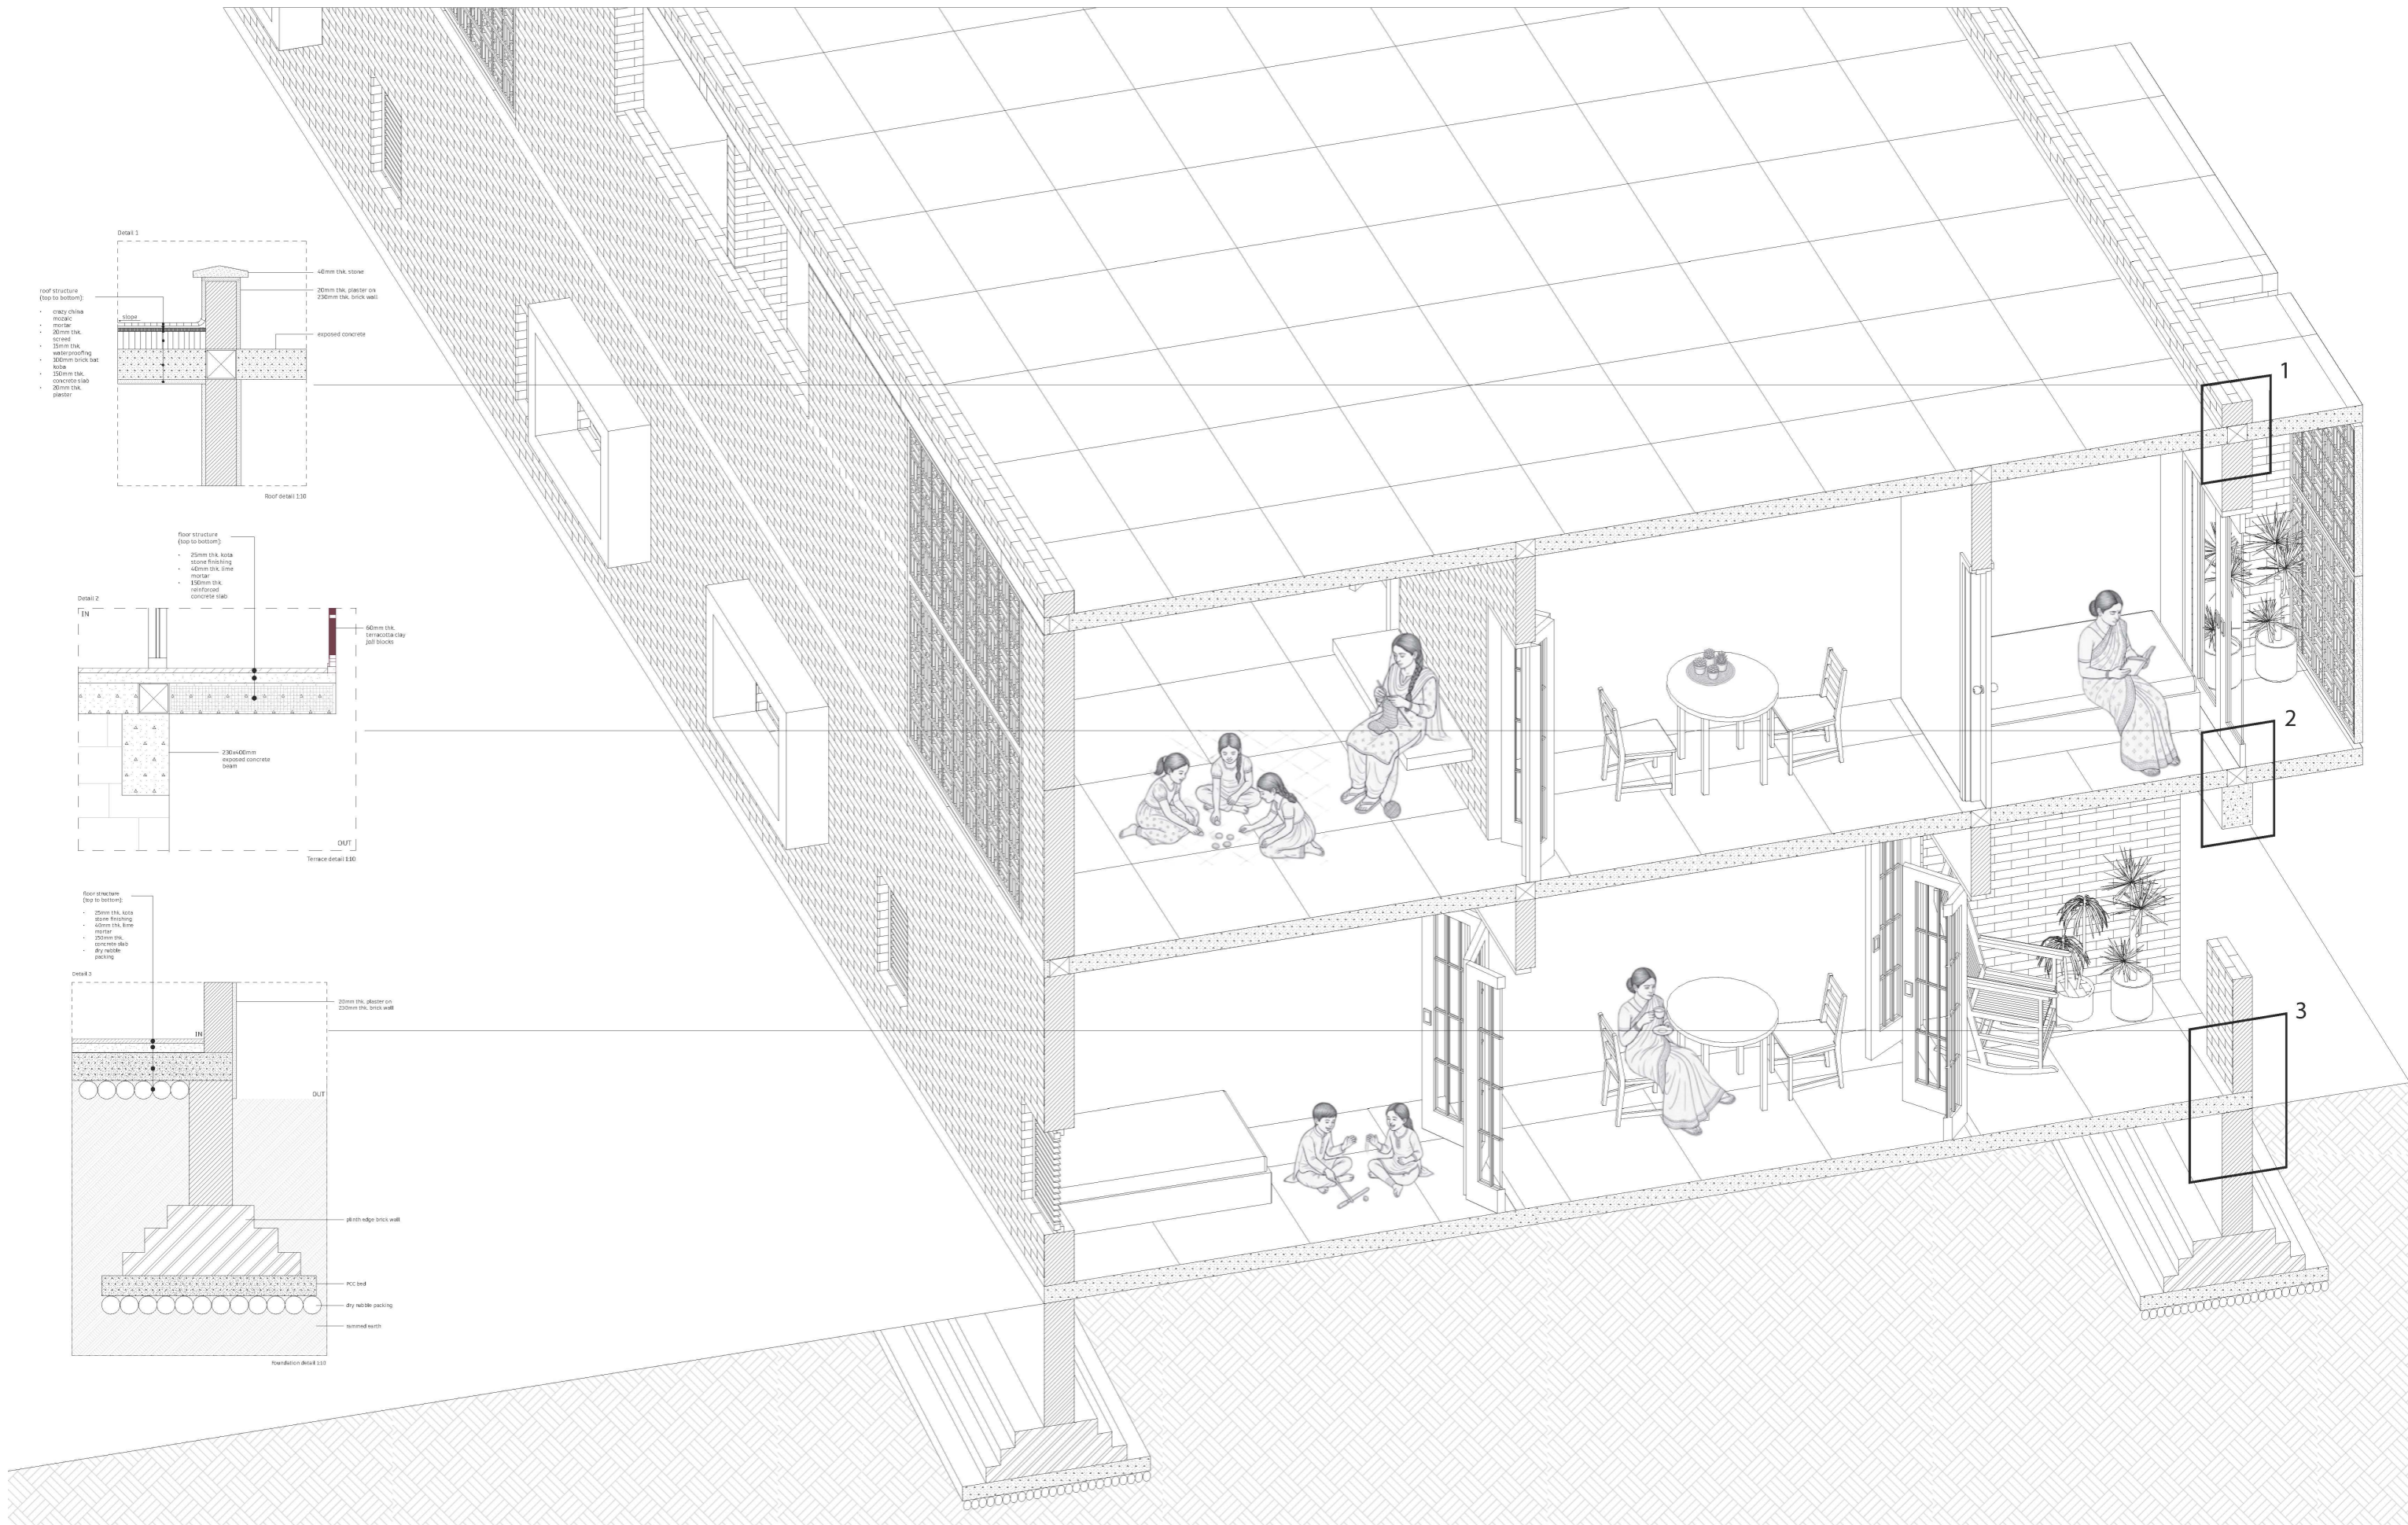 Detail 1
40mm thk. stone
20mm thk. plaster on
230mm thk. brick wall
roof structure
(top to bottom):
• crazy china
mozaic
• mortar
• 20mm thk.
screed
• 15mm thk.
waterproofing
• 100mm brick bat
koba
• 150mm thk.
concrete slab
• 20mm thk.
plaster
slope
exposed concrete
Roof detail 1:10
floor structure
(top to bottom):
• 25mm thk. kota
stone finishing
• 40mm thk. lime
mortar
• 150mm thk.
reinforced
concrete slab
Detail 2
IN
60mm thk.
terracotta clay
jali blocks
230x400mm
exposed concrete
beam
OUT
Terrace detail 1:10
floor structure
(top to bottom):
• 25mm thk. kota
stone finishing
• 40mm thk. lime
mortar
• 150mm thk.
concrete slab
• dry rubble
packing
Detail 3
20mm thk. plaster on
230mm thk. brick wall
IN
OUT
plinth edge brick wall
PCC bed
dry rubble packing
rammed earth
Foundation detail 1:10
1
2
3